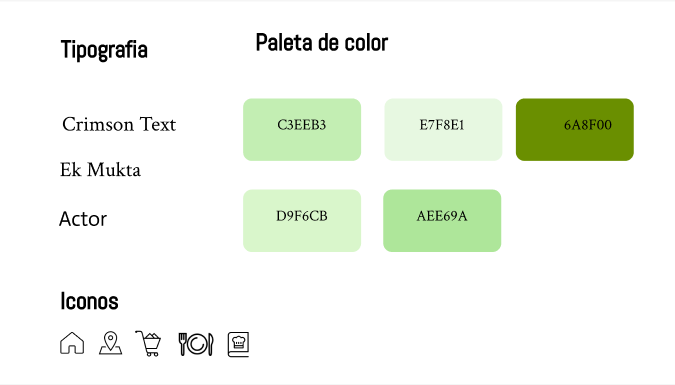 Tipografia
Paleta de color
Crimson Text
Ek Mukta
Actor
C3EEB3
E7F8E1
6A8F00
D9F6CB
AEE69A
Iconos